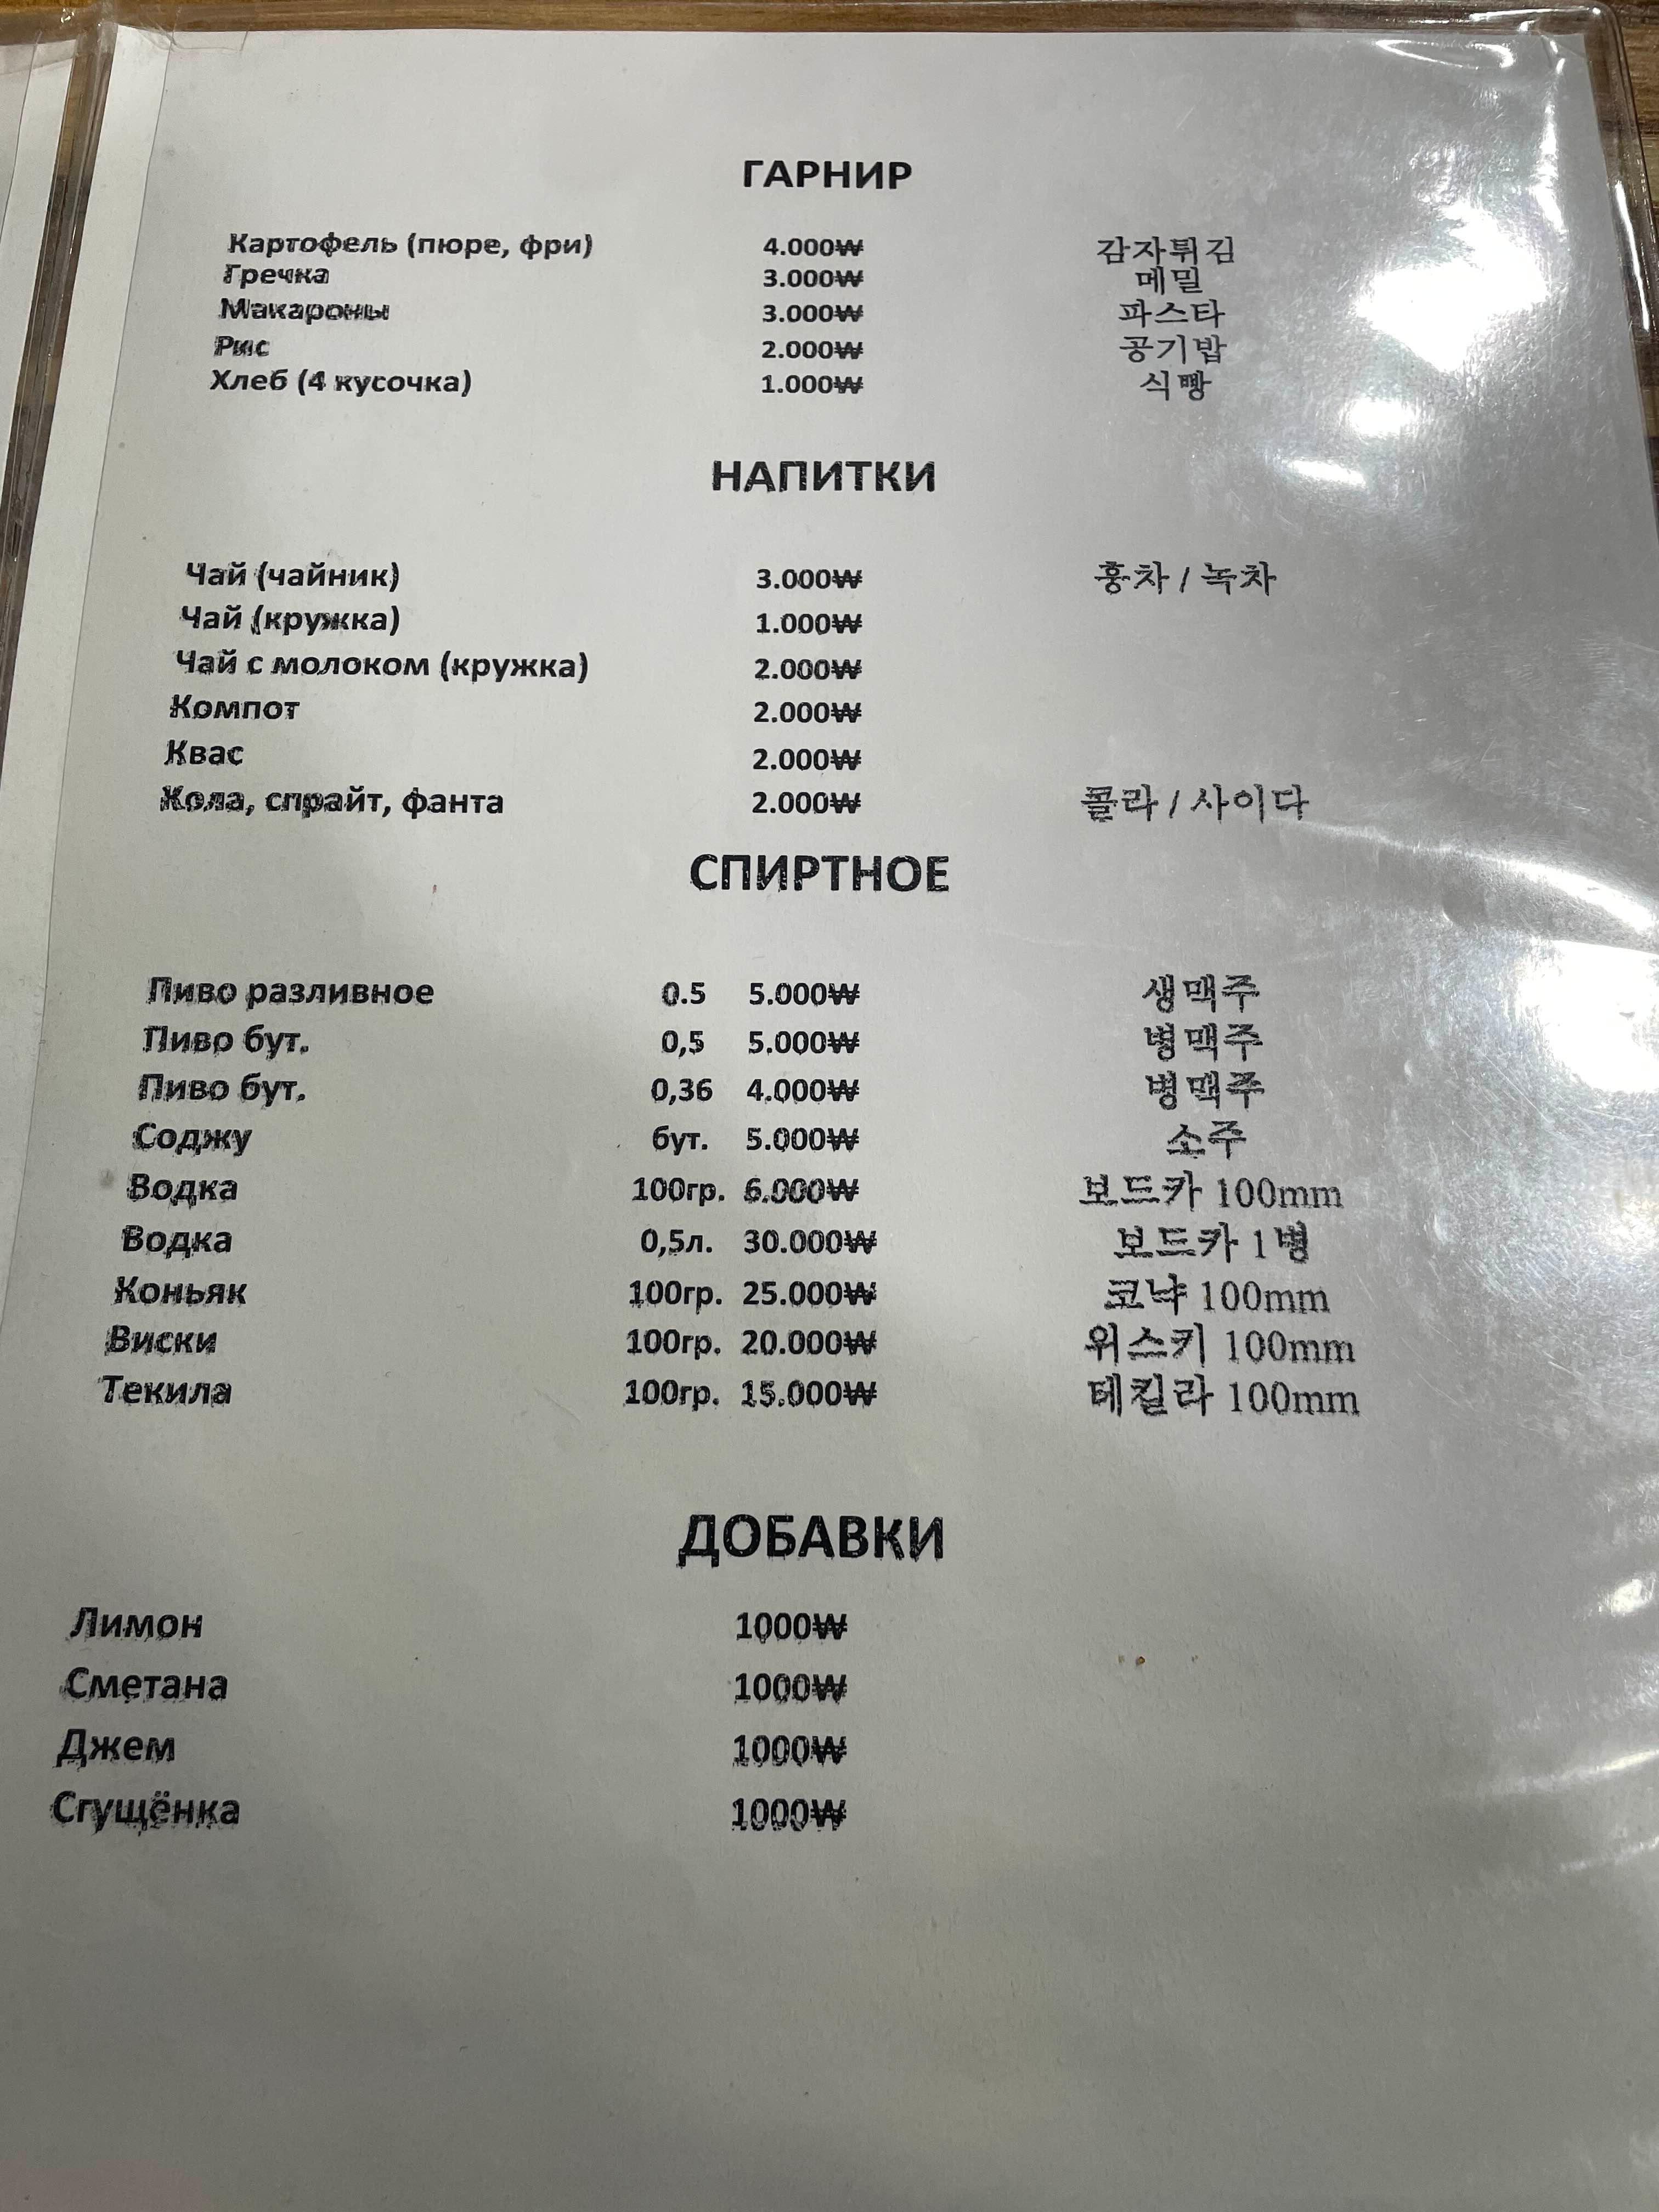 ГАРНИР
Картофель (пюре, фри) 4.000₩ 감자튀김
Гречка 3.000₩ 메밀
Макароны 3.000₩ 파스타
Рис 2.000₩ 공기밥
Хлеб (4 кусочка) 1.000₩ 식빵
НАПИТКИ
Чай (чайник) 3.000₩ 홍차 / 녹차
Чай (кружка) 1.000₩
Чай с молоком (кружка) 2.000₩
Компот 2.000₩
Квас 2.000₩
Кола, спрайт, фанта 2.000₩ 콜라 / 사이다
СПИРТНОЕ
Пиво разливное 0.5 5.000₩ 생맥주
Пиво бут. 0,5 5.000₩ 병맥주
Пиво бут. 0,36 4.000₩ 병맥주
Соджу бут. 5.000₩ 소주
Водка 100гр. 6.000₩ 보드카 100mm
Водка 0,5л. 30.000₩ 보드카 1병
Коньяк 100гр. 25.000₩ 코냑 100mm
Виски 100гр. 20.000₩ 위스키 100mm
Текила 100гр. 15.000₩ 테킬라 100mm
ДОБАВКИ
Лимон 1000₩
Сметана 1000₩
Джем 1000₩
Сгущёнка 1000₩